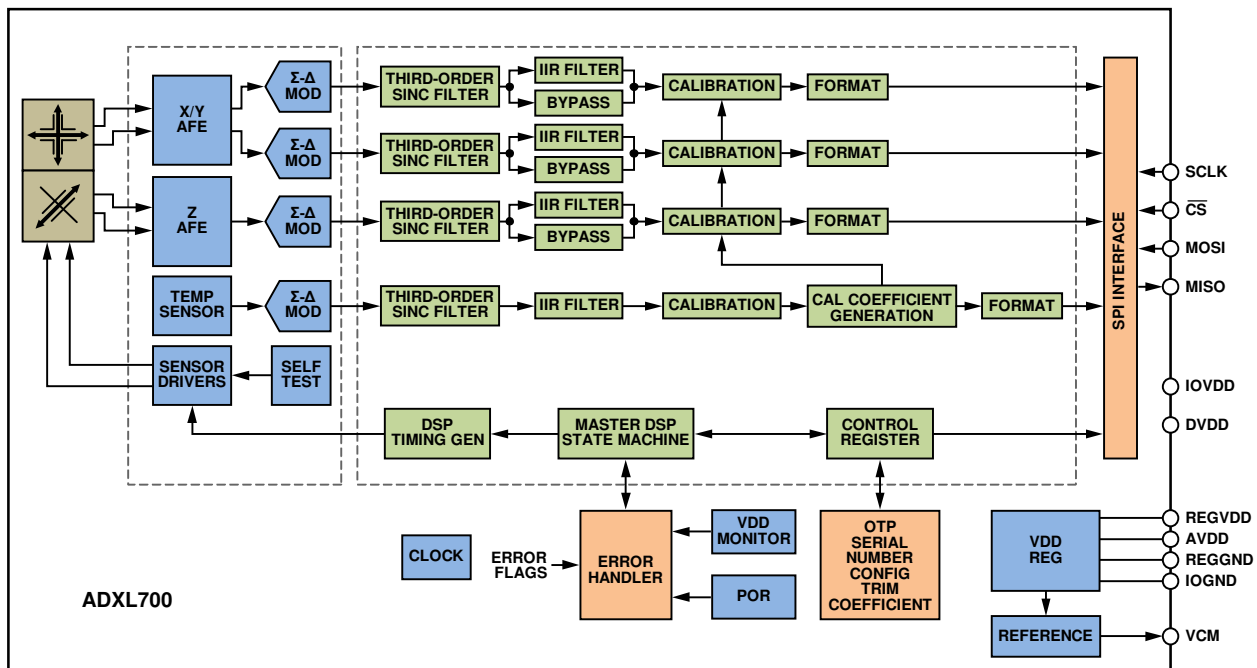 X/Y
AFE
Σ-Δ
MOD
THIRD-ORDER
SINC FILTER
IIR FILTER
BYPASS
CALIBRATION
FORMAT
Σ-Δ
MOD
THIRD-ORDER
SINC FILTER
IIR FILTER
BYPASS
CALIBRATION
FORMAT
Z
AFE
Σ-Δ
MOD
THIRD-ORDER
SINC FILTER
IIR FILTER
BYPASS
CALIBRATION
FORMAT
TEMP
SENSOR
Σ-Δ
MOD
THIRD-ORDER
SINC FILTER
IIR FILTER
CALIBRATION
CAL COEFFICIENT
GENERATION
FORMAT
SPI INTERFACE
SCLK
C̅S̅
MOSI
MISO
IOVDD
DVDD
SENSOR
DRIVERS
SELF
TEST
DSP
TIMING GEN
MASTER DSP
STATE MACHINE
CONTROL
REGISTER
CLOCK
ERROR
FLAGS
ERROR
HANDLER
VDD
MONITOR
POR
OTP
SERIAL
NUMBER
CONFIG
TRIM
COEFFICIENT
VDD
REG
REGVDD
AVDD
REGGND
IOGND
REFERENCE
VCM
ADXL700